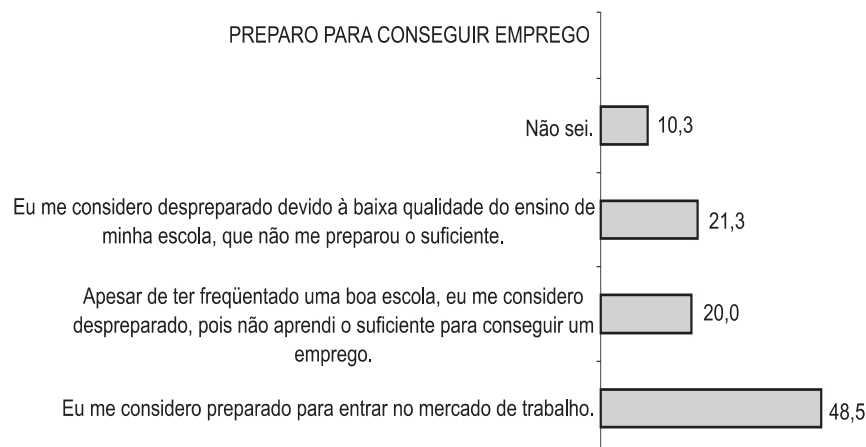 PREPARO PARA CONSEGUIR EMPREGO
Não sei.
10,3
Eu me considero despreparado devido à baixa qualidade do ensino de
minha escola, que não me preparou o suficiente.
21,3
Apesar de ter freqüentado uma boa escola, eu me considero
despreparado, pois não aprendi o suficiente para conseguir um
emprego.
20,0
Eu me considero preparado para entrar no mercado de trabalho.
48,5